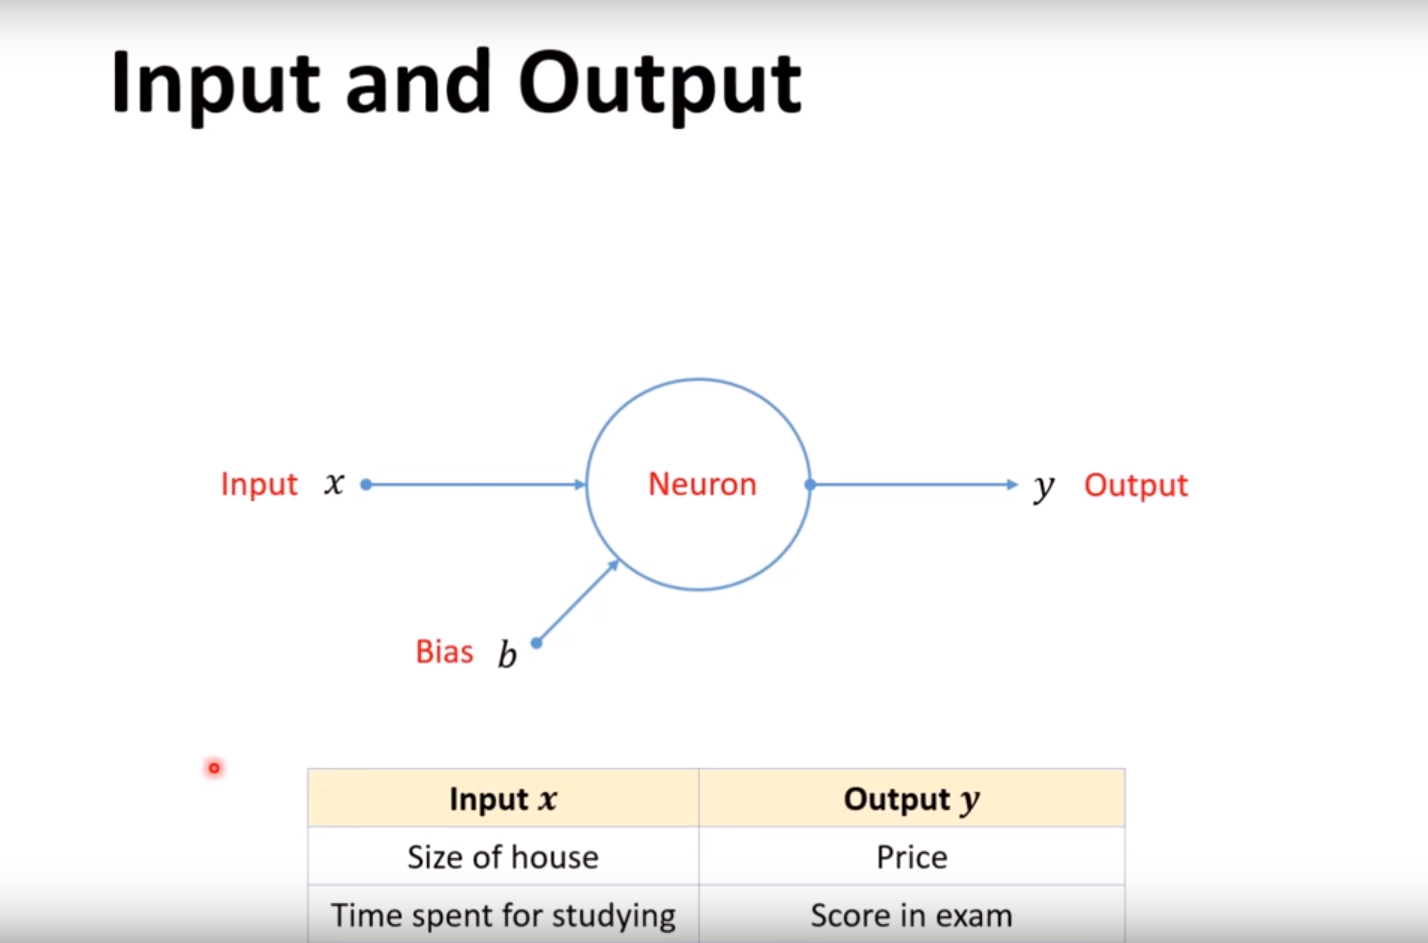 Input and Output
Input x
Neuron
y Output
Bias b
Input x Output y
Size of house Price
Time spent for studying Score in exam